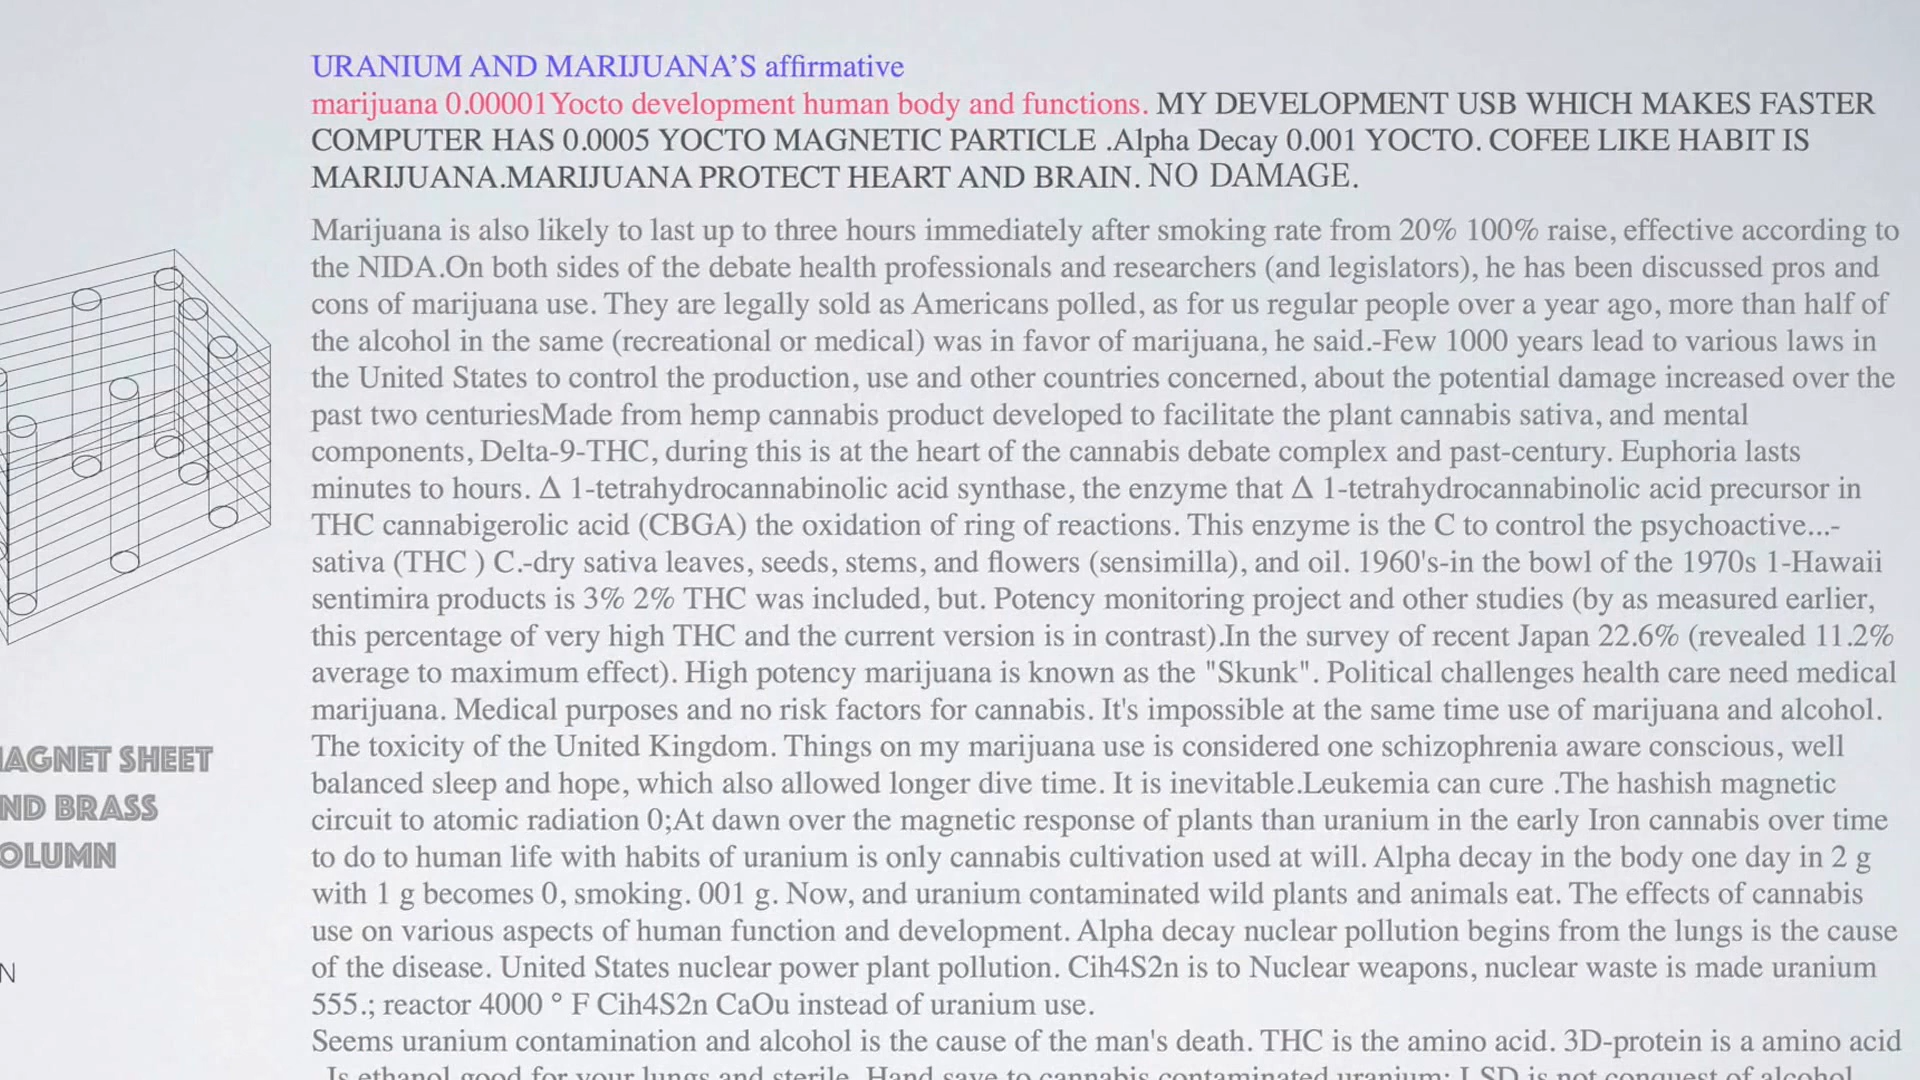 URANIUM AND MARIJUANA’S affirmative
marijuana 0.00001Yocto development human body and functions. MY DEVELOPMENT USB WHICH MAKES FASTER
COMPUTER HAS 0.0005 YOCTO MAGNETIC PARTICLE .Alpha Decay 0.001 YOCTO. COFEE LIKE HABIT IS
MARIJUANA.MARIJUANA PROTECT HEART AND BRAIN. NO DAMAGE.
Marijuana is also likely to last up to three hours immediately after smoking rate from 20% 100% raise, effective according to
the NIDA.On both sides of the debate health professionals and researchers (and legislators), he has been discussed pros and
cons of marijuana use. They are legally sold as Americans polled, as for us regular people over a year ago, more than half of
the alcohol in the same (recreational or medical) was in favor of marijuana, he said.-Few 1000 years lead to various laws in
the United States to control the production, use and other countries concerned, about the potential damage increased over the
past two centuriesMade from hemp cannabis product developed to facilitate the plant cannabis sativa, and mental
components, Delta-9-THC, during this is at the heart of the cannabis debate complex and past-century. Euphoria lasts
minutes to hours. Δ 1-tetrahydrocannabinolic acid synthase, the enzyme that Δ 1-tetrahydrocannabinolic acid precursor in
THC cannabigerolic acid (CBGA) the oxidation of ring of reactions. This enzyme is the C to control the psychoactive...-
sativa (THC ) C.-dry sativa leaves, seeds, stems, and flowers (sensimilla), and oil. 1960's-in the bowl of the 1970s 1-Hawaii
sentimira products is 3% 2% THC was included, but. Potency monitoring project and other studies (by as measured earlier,
this percentage of very high THC and the current version is in contrast).In the survey of recent Japan 22.6% (revealed 11.2%
average to maximum effect). High potency marijuana is known as the "Skunk". Political challenges health care need medical
marijuana. Medical purposes and no risk factors for cannabis. It's impossible at the same time use of marijuana and alcohol.
The toxicity of the United Kingdom. Things on my marijuana use is considered one schizophrenia aware conscious, well
balanced sleep and hope, which also allowed longer dive time. It is inevitable.Leukemia can cure .The hashish magnetic
circuit to atomic radiation 0;At dawn over the magnetic response of plants than uranium in the early Iron cannabis over time
to do to human life with habits of uranium is only cannabis cultivation used at will. Alpha decay in the body one day in 2 g
with 1 g becomes 0, smoking. 001 g. Now, and uranium contaminated wild plants and animals eat. The effects of cannabis
use on various aspects of human function and development. Alpha decay nuclear pollution begins from the lungs is the cause
of the disease. United States nuclear power plant pollution. Cih4S2n is to Nuclear weapons, nuclear waste is made uranium
555.; reactor 4000 ° F Cih4S2n CaOu instead of uranium use.
Seems uranium contamination and alcohol is the cause of the man's death. THC is the amino acid. 3D-protein is a amino acid
. Is ethanol good for your lungs and sterile. Hand save to cannabis contaminated uranium; LSD is not conquest of alcohol
AGNET SHEET
ND BRASS
OLUMN
N